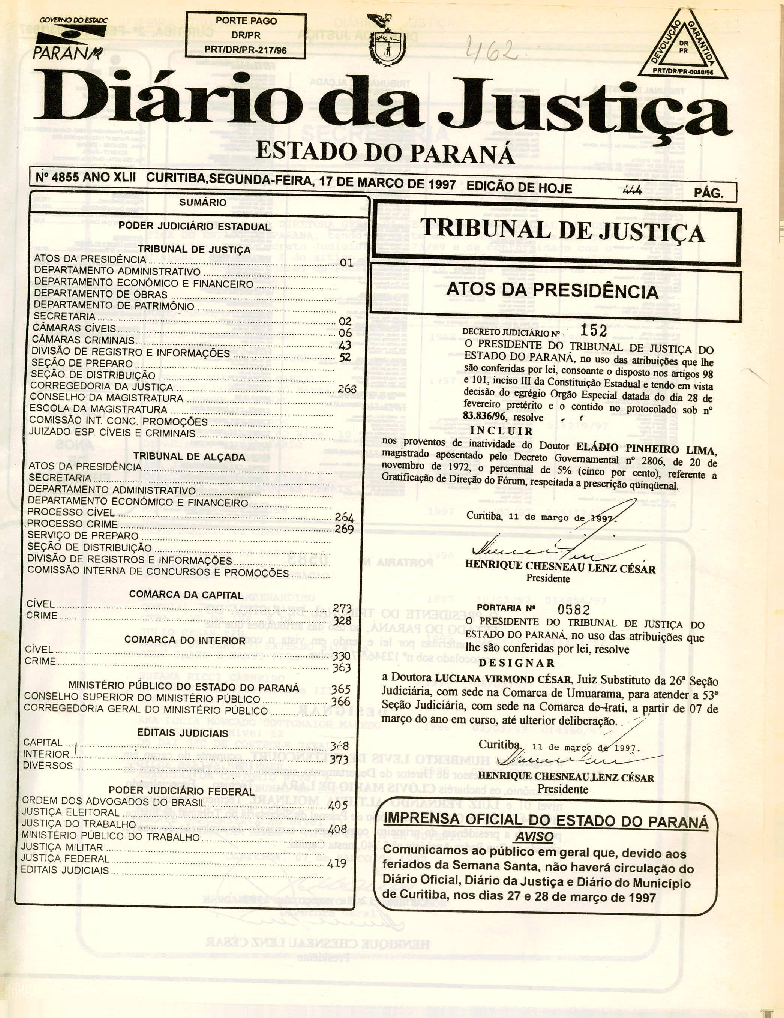 GOVERNO DO ESTADO
PARANÁ
PORTE PAGO
DR/PR
PRT/DR/PR-217/96
462
DEVOLUÇÃO
GARANTIDA
DR
PR
PRT/DR/PR-0088/96
Diário da Justiça
ESTADO DO PARANÁ
Nº 4855 ANO XLII CURITIBA,SEGUNDA-FEIRA, 17 DE MARÇO DE 1997 EDICÃO DE HOJE 444 PÁG.
SUMÁRIO
PODER JUDICIÁRIO ESTADUAL
TRIBUNAL DE JUSTIÇA
ATOS DA PRESIDÊNCIA 01
DEPARTAMENTO ADMINISTRATIVO
DEPARTAMENTO ECONÔMICO E FINANCEIRO
DEPARTAMENTO DE OBRAS
DEPARTAMENTO DE PATRIMÔNIO
SECRETARIA 02
CÂMARAS CÍVEIS 06
CÂMARAS CRIMINAIS 43
DIVISÃO DE REGISTRO E INFORMAÇÕES 52
SEÇÃO DE PREPARO
SEÇÃO DE DISTRIBUIÇÃO
CORREGEDORIA DA JUSTIÇA 268
CONSELHO DA MAGISTRATURA
ESCOLA DA MAGISTRATURA
COMISSÃO INT. CONC. PROMOÇÕES
JUIZADO ESP. CÍVEIS E CRIMINAIS
TRIBUNAL DE ALÇADA
ATOS DA PRESIDÊNCIA
SECRETARIA
DEPARTAMENTO ADMINISTRATIVO
DEPARTAMENTO ECONÔMICO E FINANCEIRO
PROCESSO CÍVEL 264
PROCESSO CRIME 269
SERVIÇO DE PREPARO
SEÇÃO DE DISTRIBUIÇÃO
DIVISÃO DE REGISTROS E INFORMAÇÕES
COMISSÃO INTERNA DE CONCURSOS E PROMOÇÕES
COMARCA DA CAPITAL
CÍVEL 273
CRIME 328
COMARCA DO INTERIOR
CÍVEL 330
CRIME 363
MINISTÉRIO PÚBLICO DO ESTADO DO PARANÁ 365
CONSELHO SUPERIOR DO MINISTÉRIO PÚBLICO 366
CORREGEDORIA GERAL DO MINISTÉRIO PÚBLICO
EDITAIS JUDICIAIS
CAPITAL 368
INTERIOR 373
DIVERSOS
PODER JUDICIÁRIO FEDERAL
ORDEM DOS ADVOGADOS DO BRASIL 405
JUSTIÇA ELEITORAL
JUSTIÇA DO TRABALHO 408
MINISTÉRIO PÚBLICO DO TRABALHO
JUSTIÇA MILITAR
JUSTIÇA FEDERAL 419
EDITAIS JUDICIAIS
TRIBUNAL DE JUSTIÇA
ATOS DA PRESIDÊNCIA
DECRETO JUDICIÁRIO Nº 152
O PRESIDENTE DO TRIBUNAL DE JUSTIÇA DO
ESTADO DO PARANÁ, no uso das atribuições que lhe
são conferidas por lei, consoante o disposto nos artigos 98
e 101, inciso III da Constituição Estadual e tendo em vista
decisão do egrégio Orgão Especial datada do dia 28 de
fevereiro pretérito e o contido no protocolado sob nº
83.836/96, resolve
I N C L U I R
nos proventos de inatividade do Doutor ELÁDIO PINHEIRO LIMA,
magistrado aposentado pelo Decreto Governamental nº 2806, de 20 de
novembro de 1972, o percentual de 5% (cinco por cento), referente a
Gratificação de Direção do Fórum, respeitada a prescrição quinqüenal.
Curitiba, 11 de março de 1997.
HENRIQUE CHESNEAU LENZ CÉSAR
Presidente
PORTARIA Nº 0582
O PRESIDENTE DO TRIBUNAL DE JUSTIÇA DO
ESTADO DO PARANÁ, no uso das atribuições que
lhe são conferidas por lei, resolve
D E S I G N A R
a Doutora LUCIANA VIRMOND CÉSAR, Juiz Substituto da 26ª Seção
Judiciária, com sede na Comarca de Umuarama, para atender a 53ª
Seção Judiciária, com sede na Comarca de Irati, a partir de 07 de
março do ano em curso, até ulterior deliberação.
Curitiba, 11 de março de 1997.
HENRIQUE CHESNEAU LENZ CÉSAR
Presidente
IMPRENSA OFICIAL DO ESTADO DO PARANÁ
AVISO
Comunicamos ao público em geral que, devido aos
feriados da Semana Santa, não haverá circulação do
Diário Oficial, Diário da Justiça e Diário do Município
de Curitiba, nos dias 27 e 28 de março de 1997